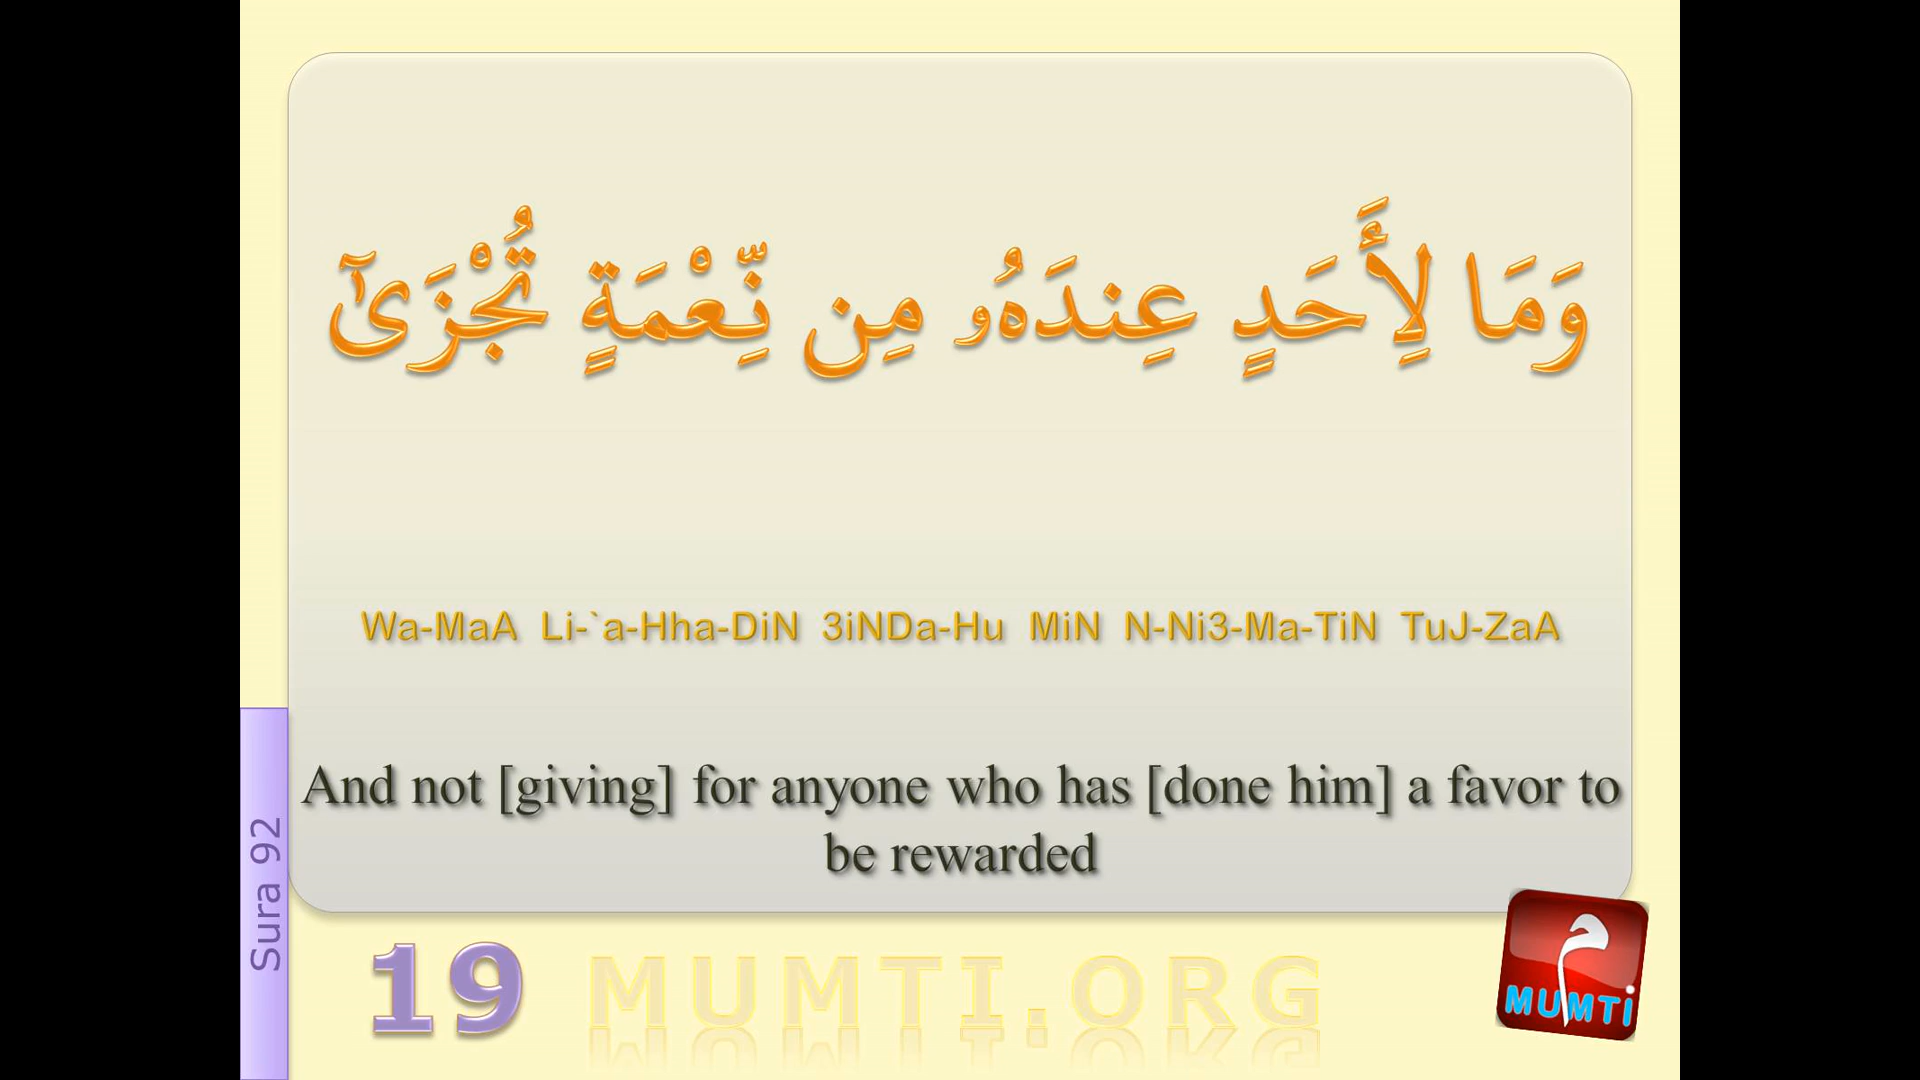 وَمَا لِأَحَدٍ عِندَهُۥ مِن نِّعْمَةٍ تُجْزَىٰٓ
Wa-MaA Li-`a-Hha-DiN 3iNDa-Hu MiN N-Ni3-Ma-TiN TuJ-ZaA
And not [giving] for anyone who has [done him] a favor to
be rewarded
Sura 92
19
MUMTI.ORG
م
MUMTi